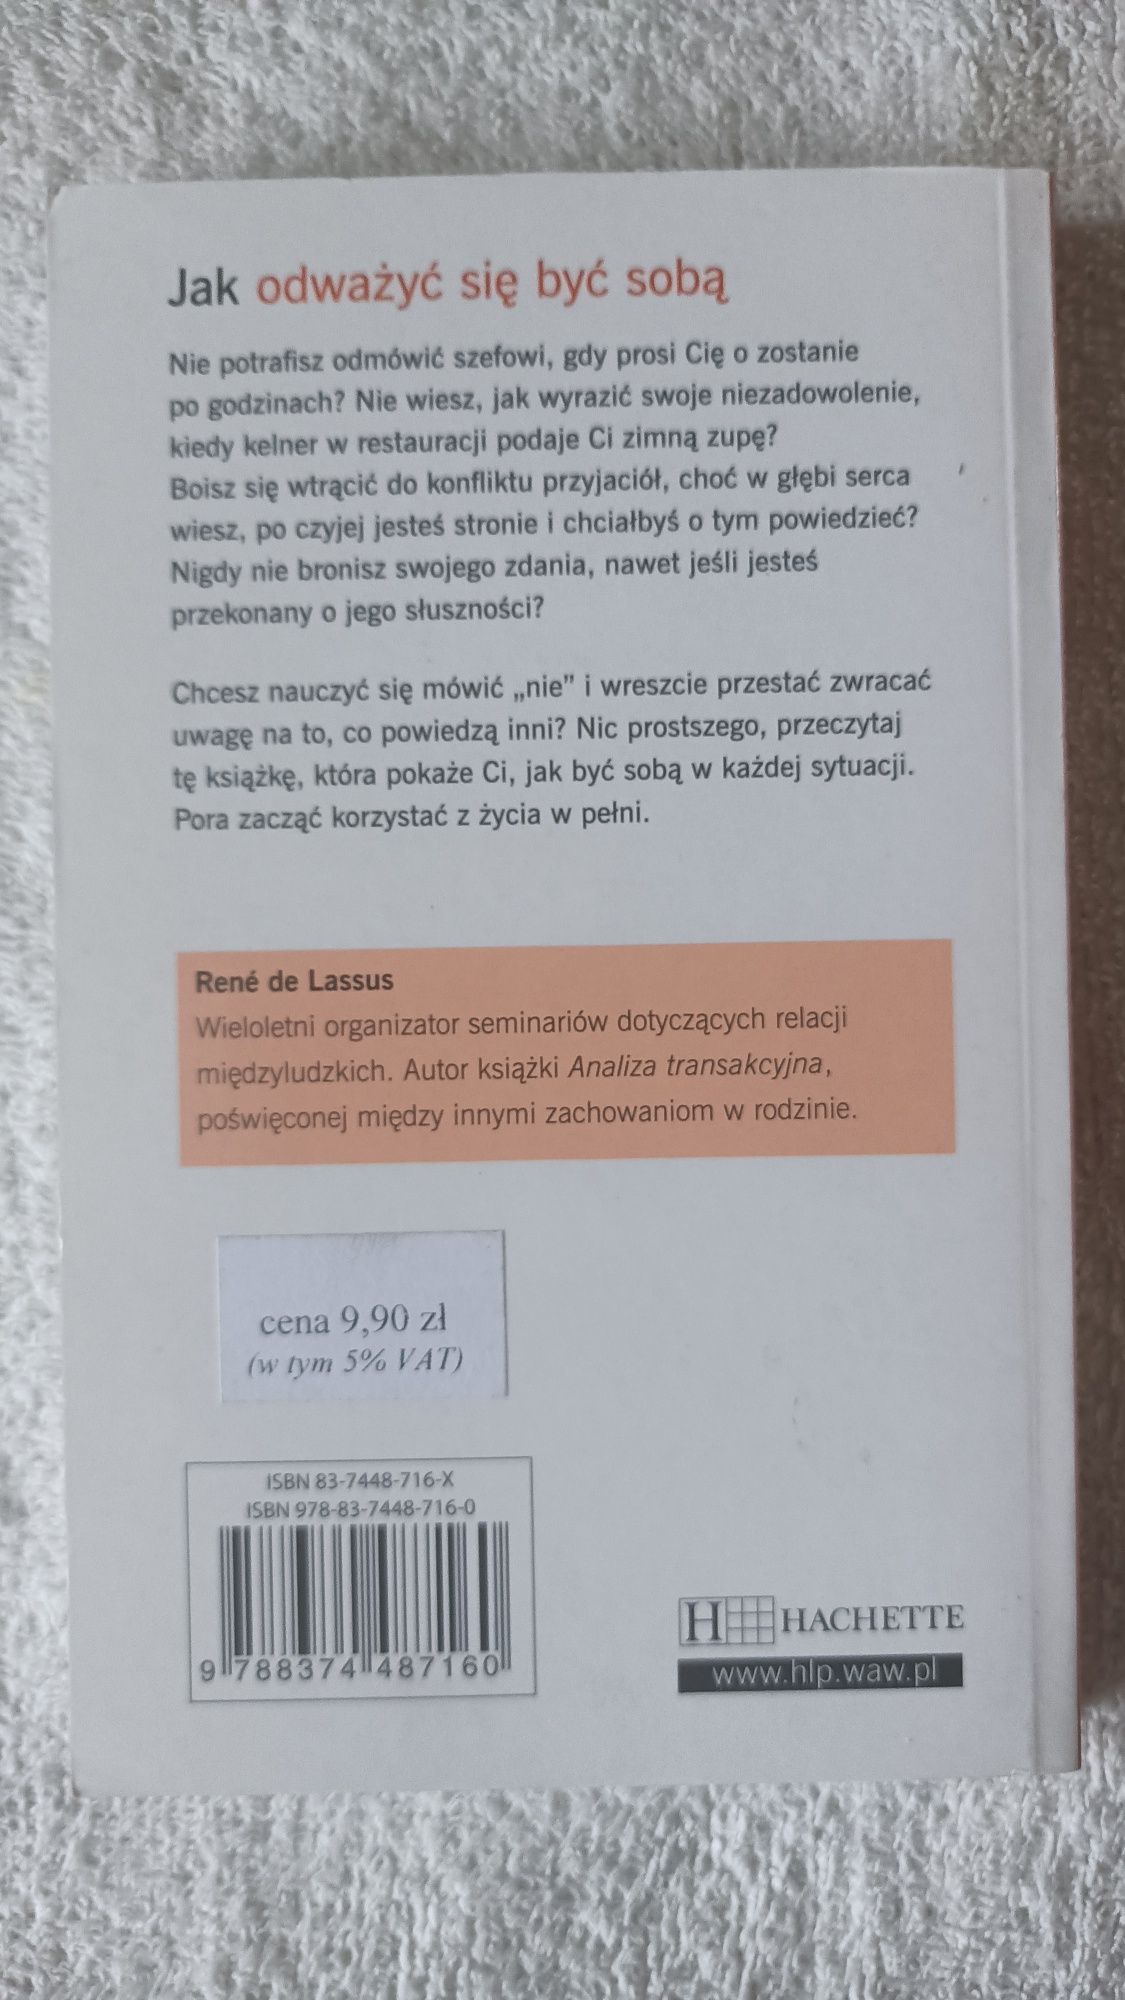 Jak odważyć się być sobą
Nie potrafisz odmówić szefowi, gdy prosi Cię o zostanie
po godzinach? Nie wiesz, jak wyrazić swoje niezadowolenie,
kiedy kelner w restauracji podaje Ci zimną zupę?
Boisz się wtrącić do konfliktu przyjaciół, choć w głębi serca
wiesz, po czyjej jesteś stronie i chciałbyś o tym powiedzieć?
Nigdy nie bronisz swojego zdania, nawet jeśli jesteś
przekonany o jego słuszności?
Chcesz nauczyć się mówić „nie” i wreszcie przestać zwracać
uwagę na to, co powiedzą inni? Nic prostszego, przeczytaj
tę książkę, która pokaże Ci, jak być sobą w każdej sytuacji.
Pora zacząć korzystać z życia w pełni.
René de Lassus
Wieloletni organizator seminariów dotyczących relacji
międzyludzkich. Autor książki Analiza transakcyjna,
poświęconej między innymi zachowaniom w rodzinie.
cena 9,90 zł
(w tym 5% VAT)
ISBN 83-7448-716-X
ISBN 978-83-7448-716-0
9 788374 487160
H HACHETTE
www.hlp.waw.pl